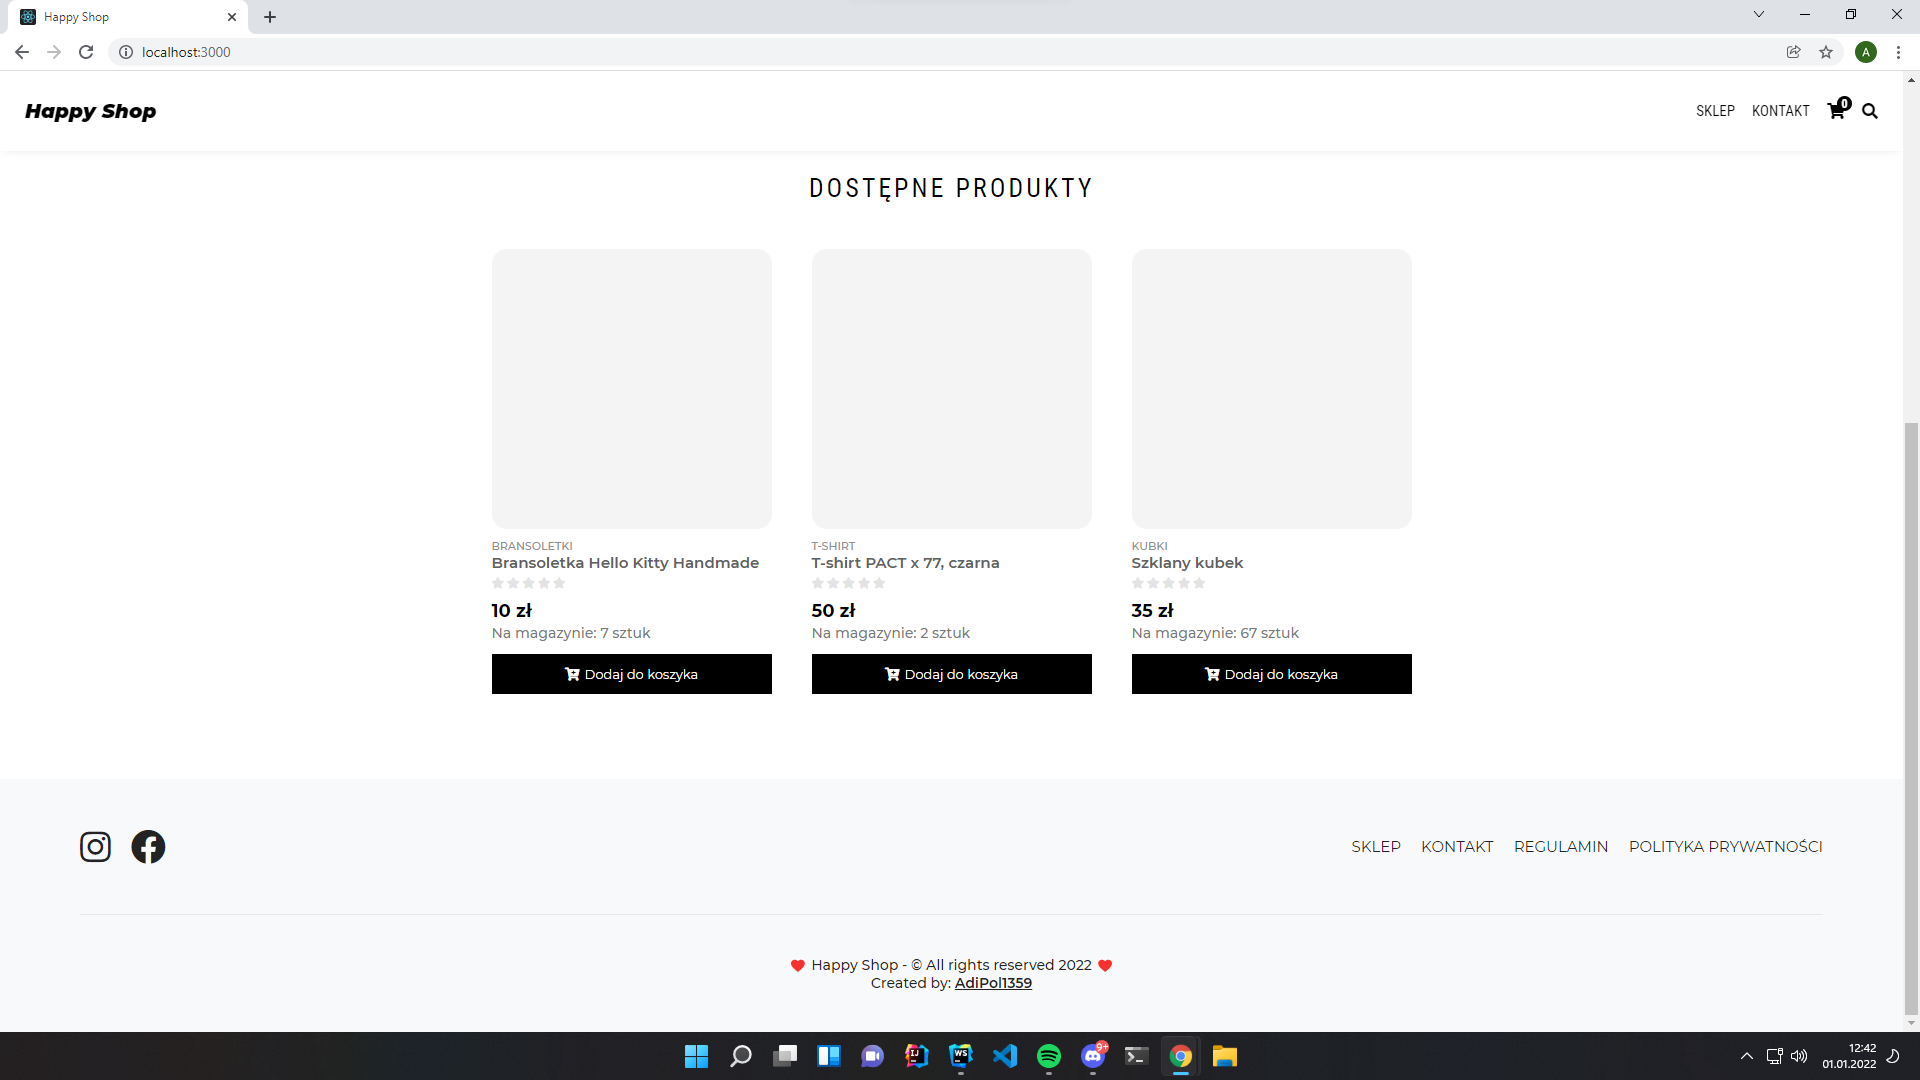 Happy Shop
localhost:3000
A
Happy Shop
SKLEP KONTAKT 0
DOSTĘPNE PRODUKTY
BRANSOLETKI
Bransoletka Hello Kitty Handmade
10 zł
Na magazynie: 7 sztuk
Dodaj do koszyka
T-SHIRT
T-shirt PACT x 77, czarna
50 zł
Na magazynie: 2 sztuk
Dodaj do koszyka
KUBKI
Szklany kubek
35 zł
Na magazynie: 67 sztuk
Dodaj do koszyka
SKLEP KONTAKT REGULAMIN POLITYKA PRYWATNOŚCI
Happy Shop - © All rights reserved 2022
Created by: AdiPol1359
IJ
WS
9+
12:42
01.01.2022